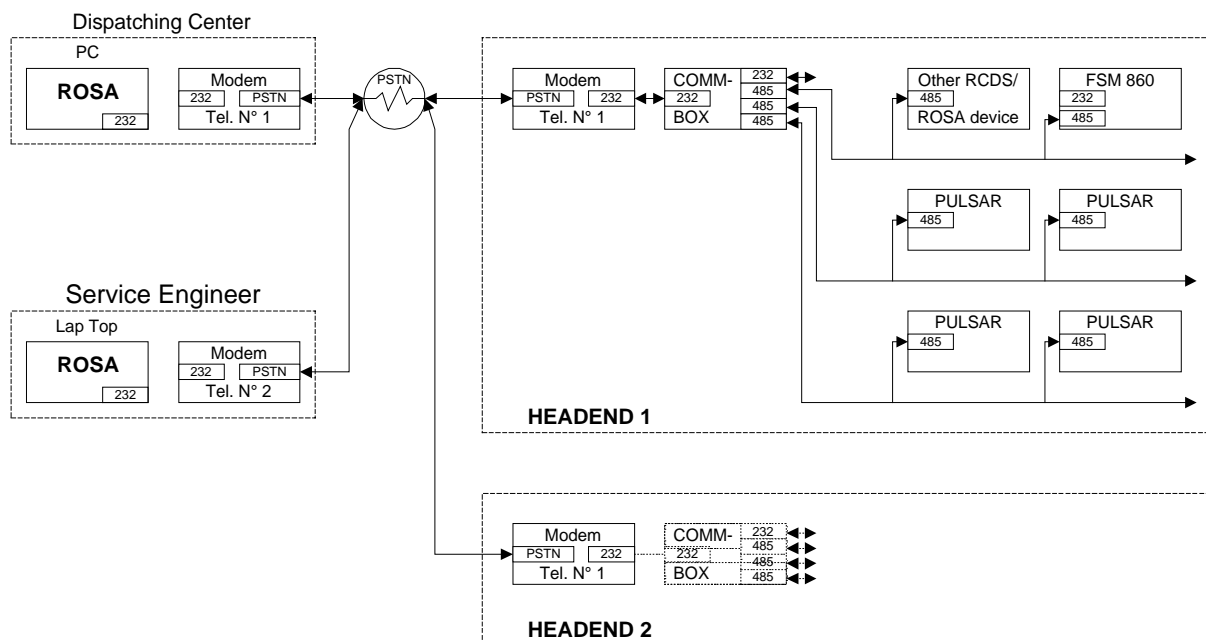 Dispatching Center
PC
ROSA
232
Modem
232 PSTN
Tel. N° 1
PSTN
Modem
PSTN 232
Tel. N° 1
COMM-
232
BOX
232
485
485
485
Other RCDS/
485
ROSA device
FSM 860
232
485
PULSAR
485
PULSAR
485
PULSAR
485
PULSAR
485
HEADEND 1
Service Engineer
Lap Top
ROSA
232
Modem
232 PSTN
Tel. N° 2
Modem
PSTN 232
Tel. N° 1
COMM-
232
BOX
232
485
485
485
HEADEND 2